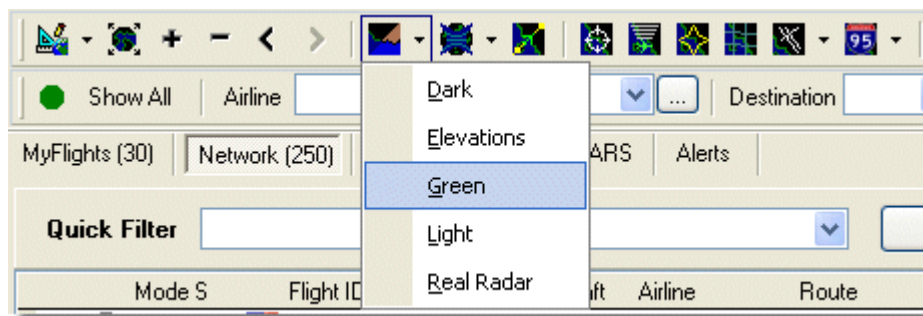 95
Show All Airline ... Destination
Dark
Elevations
Green
Light
Real Radar
MyFlights (30) Network (250) ARS Alerts
Quick Filter
Mode S Flight ID ft Airline Route